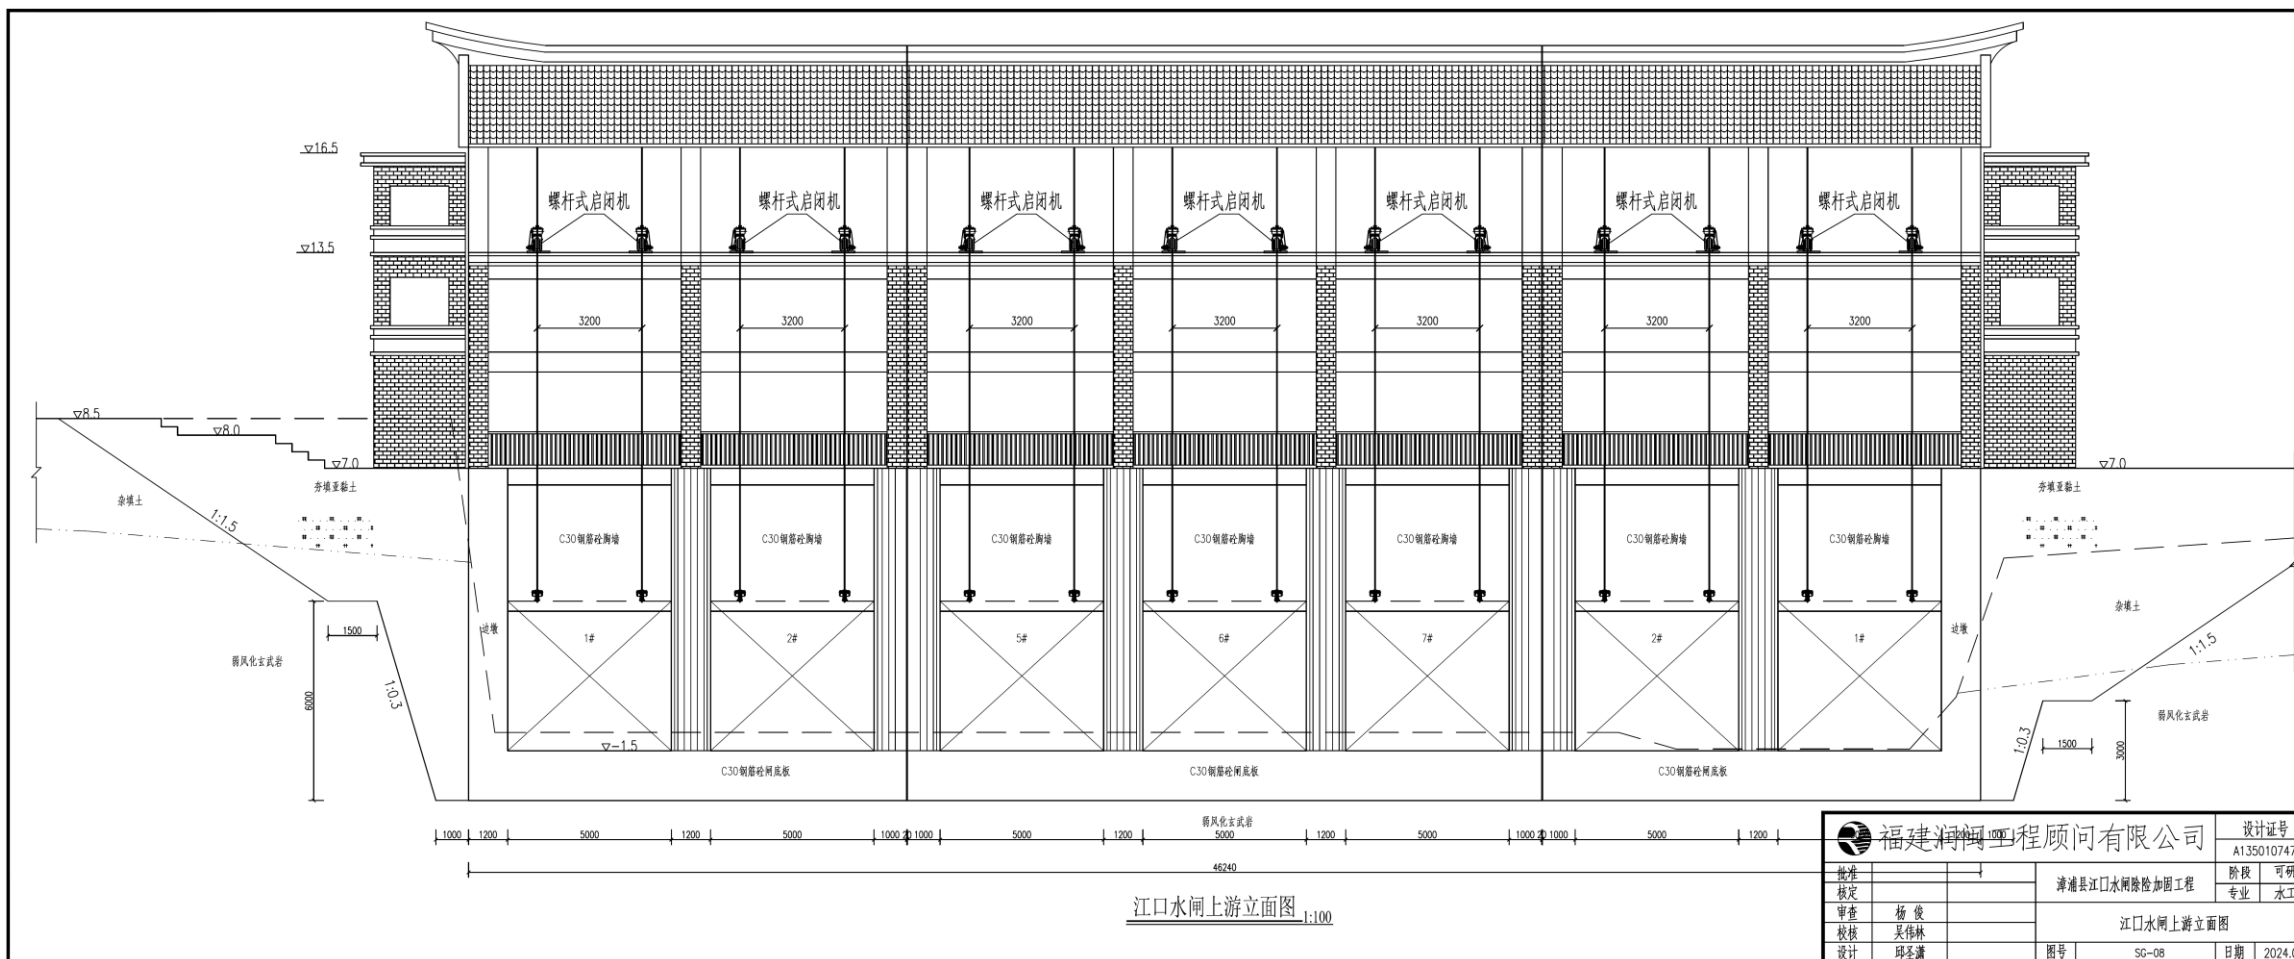 ▽16.5
螺杆式启闭机 螺杆式启闭机 螺杆式启闭机 螺杆式启闭机 螺杆式启闭机 螺杆式启闭机 螺杆式启闭机
▽13.5
3200 3200 3200 3200 3200 3200 3200
▽8.5
▽8.0
▽7.0 ▽7.0
夯填亚黏土 夯填亚黏土
杂填土
1:1.5
C30钢筋砼胸墙 C30钢筋砼胸墙 C30钢筋砼胸墙 C30钢筋砼胸墙 C30钢筋砼胸墙 C30钢筋砼胸墙 C30钢筋砼胸墙
杂填土
1500 边墩 1# 2# 5# 6# 7# 2# 1# 边墩 1:1.5
弱风化玄武岩
1:0.3
6000
弱风化玄武岩
▽-1.5 1:0.3 1500 3000
C30钢筋砼闸底板 C30钢筋砼闸底板 C30钢筋砼闸底板
弱风化玄武岩
1000 1200 5000 1200 5000 1000 20 1000 5000 1200 5000 1200 5000 1000 20 1000 5000 1200 1200 1000
46240
江口水闸上游立面图 1:100
福建润闽工程顾问有限公司 设计证号
A135010747
批准 漳浦县江口水闸除险加固工程 阶段 可研
核定 专业 水工
审查 杨俊 江口水闸上游立面图
校核 吴伟林
设计 邱圣潇 图号 SG-08 日期 2024.0